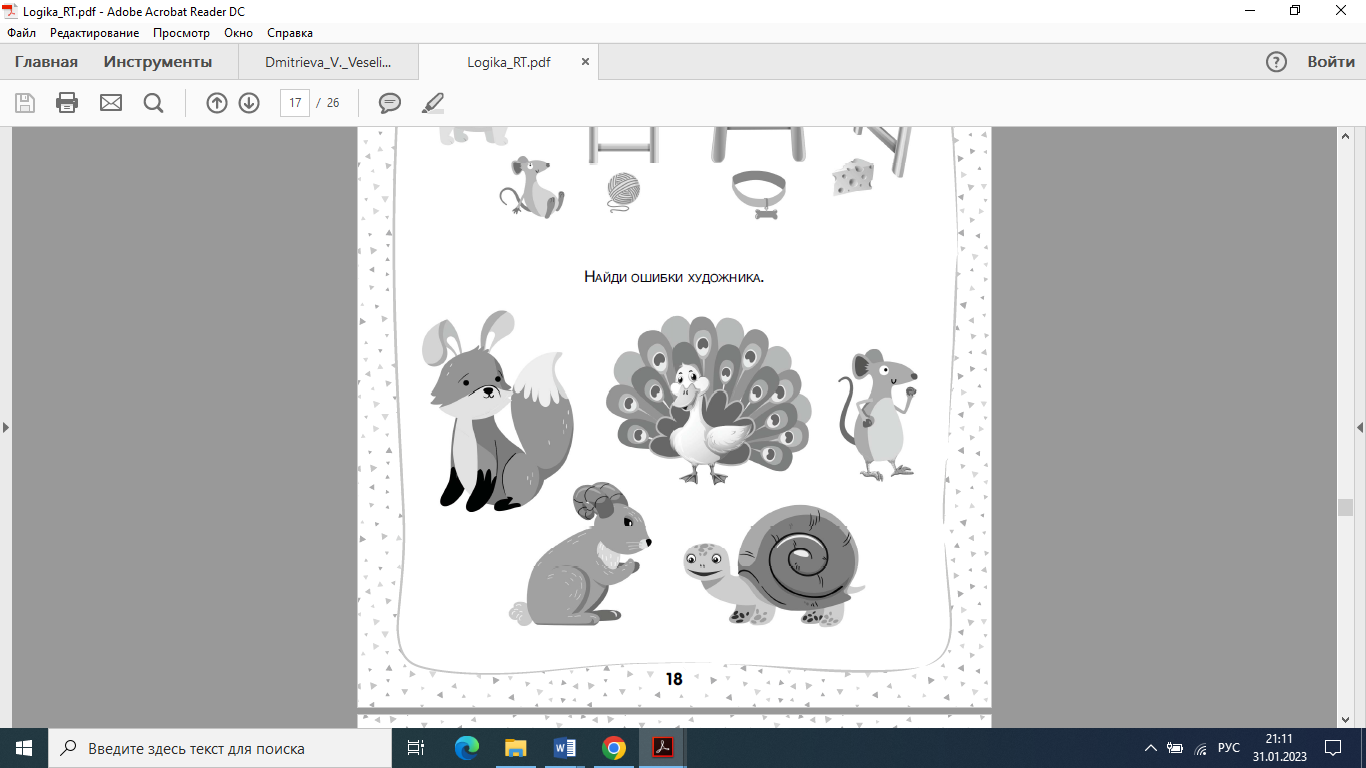 Logika_RT.pdf - Adobe Acrobat Reader DC
Файл Редактирование Просмотр Окно Справка
Главная Инструменты Dmitrieva_V._Veseli... Logika_RT.pdf Войти
17 / 26
Найди ошибки художника.
18
Введите здесь текст для поиска
РУС
21:11
31.01.2023